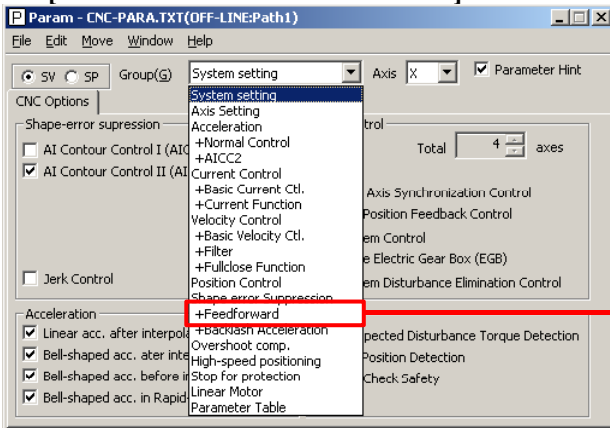 Param - CNC-PARA.TXT(OFF-LINE:Path1)
File Edit Move Window Help
SV SP Group(G) System setting Axis X Parameter Hint
CNC Options
System setting
Axis Setting
Acceleration
+Normal Control
+AICC2
Current Control
+Basic Current Ctl.
+Current Function
Velocity Control
+Basic Velocity Ctl.
+Filter
+Fullclose Function
Position Control
Shape error Suppression
+Feedforward
+Backlash Acceleration
Overshoot comp.
High-speed positioning
Stop for protection
Linear Motor
Parameter Table
Shape-error supression
AI Contour Control I (AIC
AI Contour Control II (AI
Jerk Control
trol
Total 4 axes
Axis Synchronization Control
Position Feedback Control
em Control
e Electric Gear Box (EGB)
em Disturbance Elimination Control
Acceleration
Linear acc. after interpola
Bell-shaped acc. ater inte
Bell-shaped acc. before i
Bell-shaped acc. in Rapid-
pected Disturbance Torque Detection
Position Detection
Check Safety